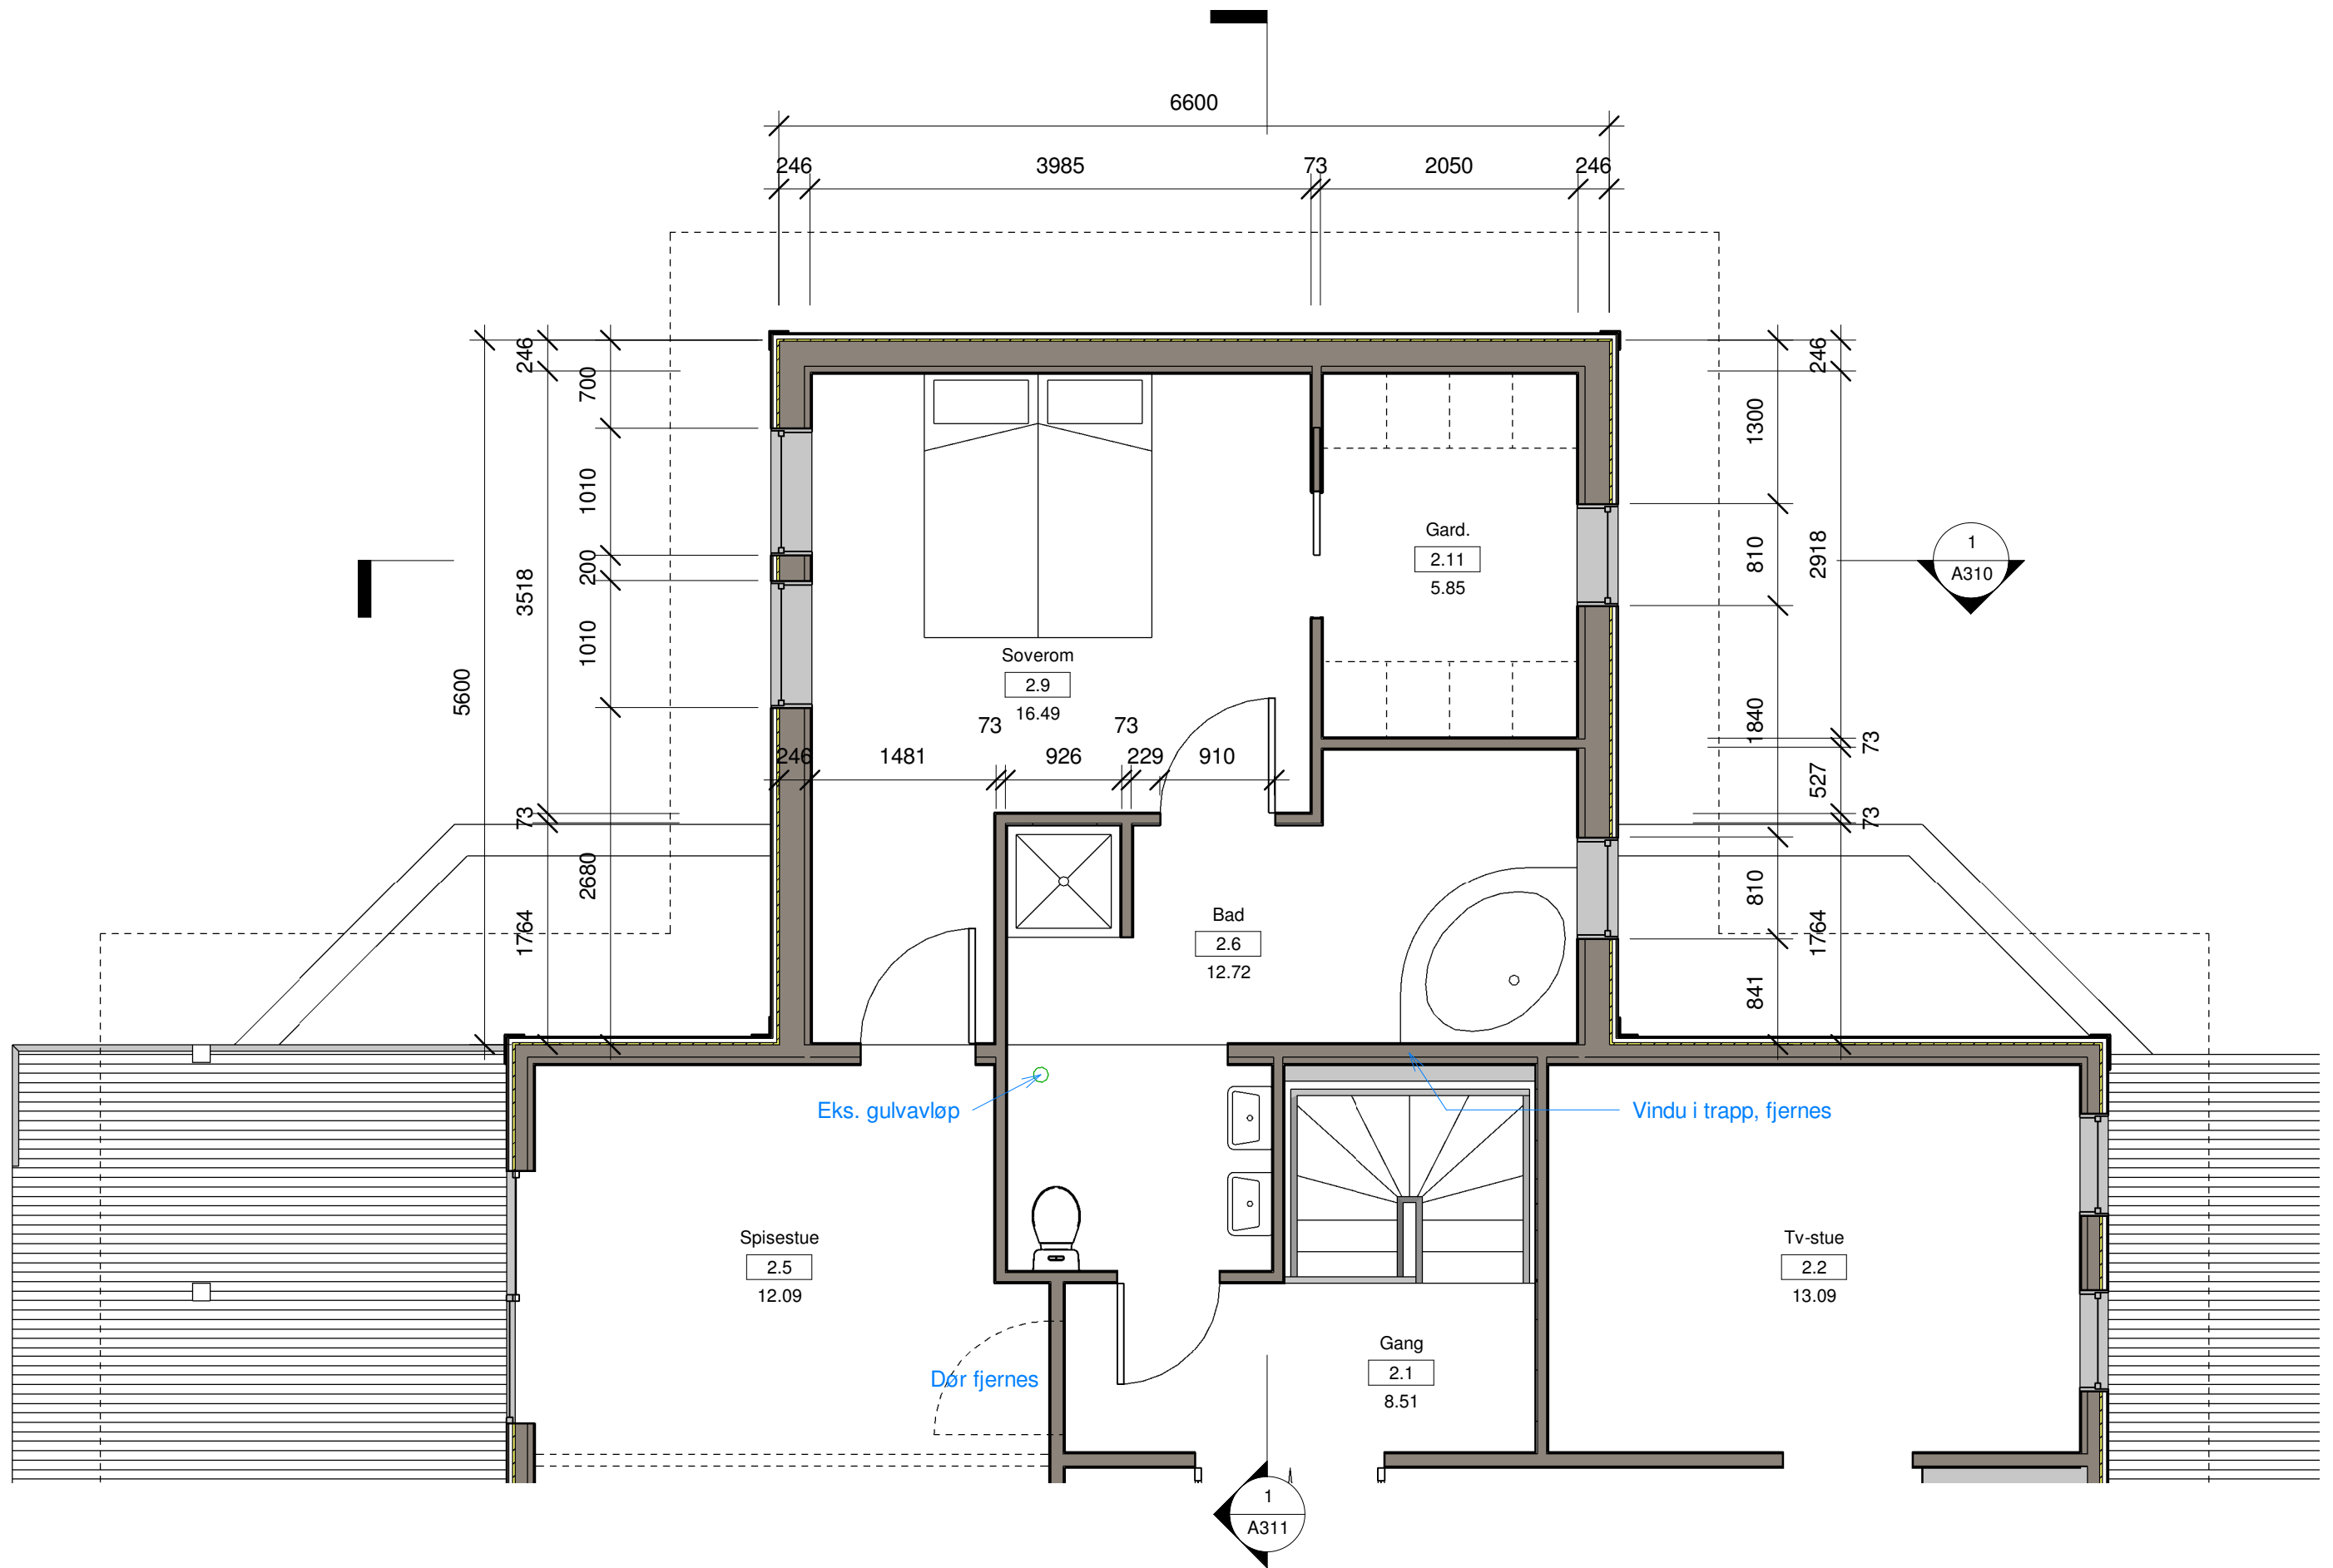 6600
246 3985 73 2050 246
246
700
1010
200
3518
1010
5600
73
2680
1764
246
1300
810
2918
1840
73
527
73
810
1764
841
1
A310
Gard.
2.11
5.85
Soverom
2.9
16.49
73 73
246 1481 926 229 910
Bad
2.6
12.72
Eks. gulvavløp
Vindu i trapp, fjernes
Spisestue
2.5
12.09
Tv-stue
2.2
13.09
Gang
2.1
8.51
Dør fjernes
1
A311